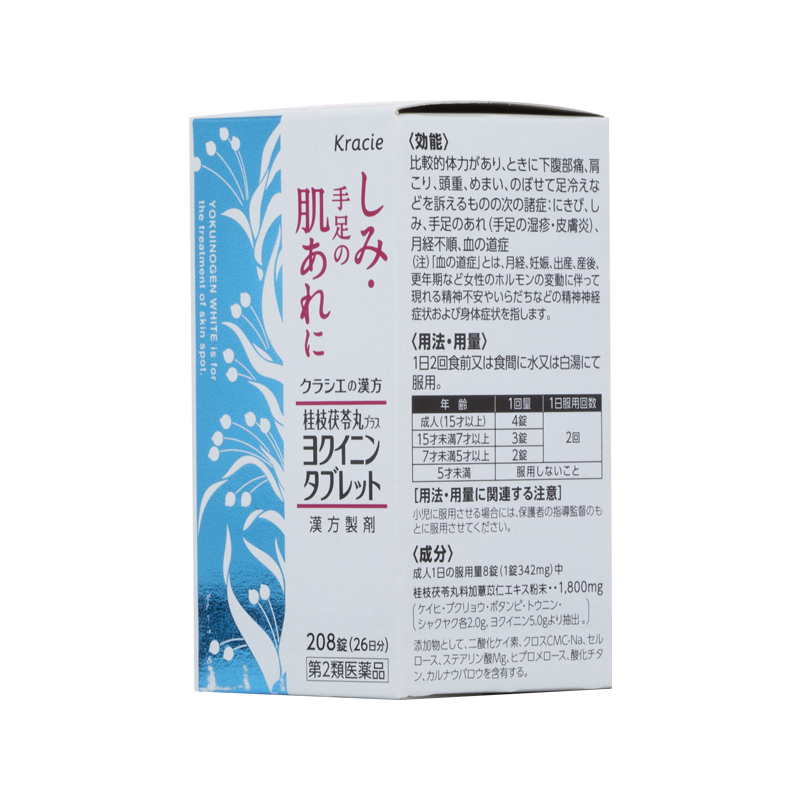 YOKUINOGEN WHITE is for
the treatment of skin spot.
Kracie
しみ・
手足の
肌あれに
クラシエの漢方
桂枝茯苓丸プラス
ヨクイニン
タブレット
漢方製剤
208錠(26日分)
第2類医薬品
〈効能〉
比較的体力があり、ときに下腹部痛、肩
こり、頭重、めまい、のぼせて足冷えな
どを訴えるものの次の諸症:にきび、し
み、手足のあれ(手足の湿疹・皮膚炎)、
月経不順、血の道症
(注)「血の道症」とは、月経、妊娠、出産、産後、
更年期など女性のホルモンの変動に伴って
現れる精神不安やいらだちなどの精神神経
症状および身体症状を指します。
〈用法・用量〉
1日2回食前又は食間に水又は白湯にて
服用。
年齢 1回量 1日服用回数
成人(15才以上) 4錠 2回
15才未満7才以上 3錠
7才未満5才以上 2錠
5才未満 服用しないこと
[用法・用量に関連する注意]
小児に服用させる場合には、保護者の指導監督のも
とに服用させてください。
〈成分〉
成人1日の服用量8錠(1錠342mg)中
桂枝茯苓丸料加薏苡仁エキス粉末・・1,800mg
(ケイヒ・ブクリョウ・ボタンピ・トウニン・
シャクヤク各2.0g、ヨクイニン5.0gより抽出。)
添加物として、二酸化ケイ素、クロスCMC-Na、セル
ロース、ステアリン酸Mg、ヒプロメロース、酸化チタ
ン、カルナウバロウを含有する。